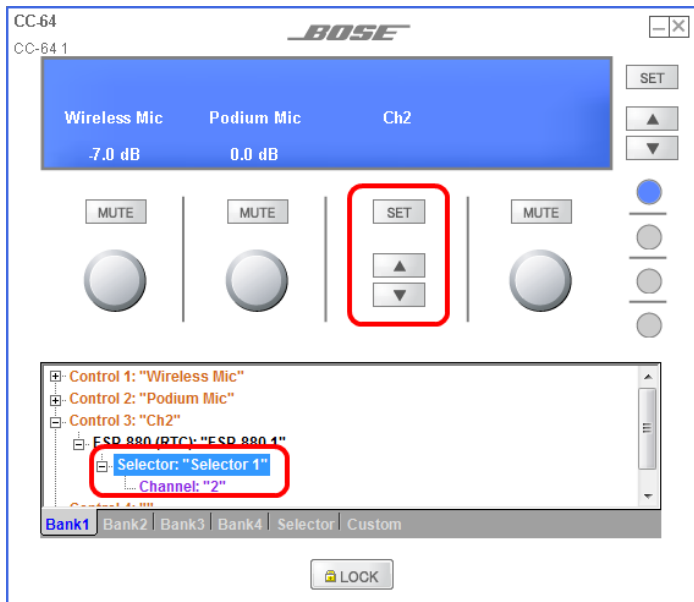 CC-64
BOSE
CC-64 1
SET
Wireless Mic Podium Mic Ch2
-7.0 dB 0.0 dB
MUTE MUTE SET MUTE
Control 1: "Wireless Mic"
Control 2: "Podium Mic"
Control 3: "Ch2"
ESP 880 (RTC): "ESP 880 1"
Selector: "Selector 1"
Channel: "2"
Control 4: ""
Bank1 Bank2 Bank3 Bank4 Selector Custom
LOCK